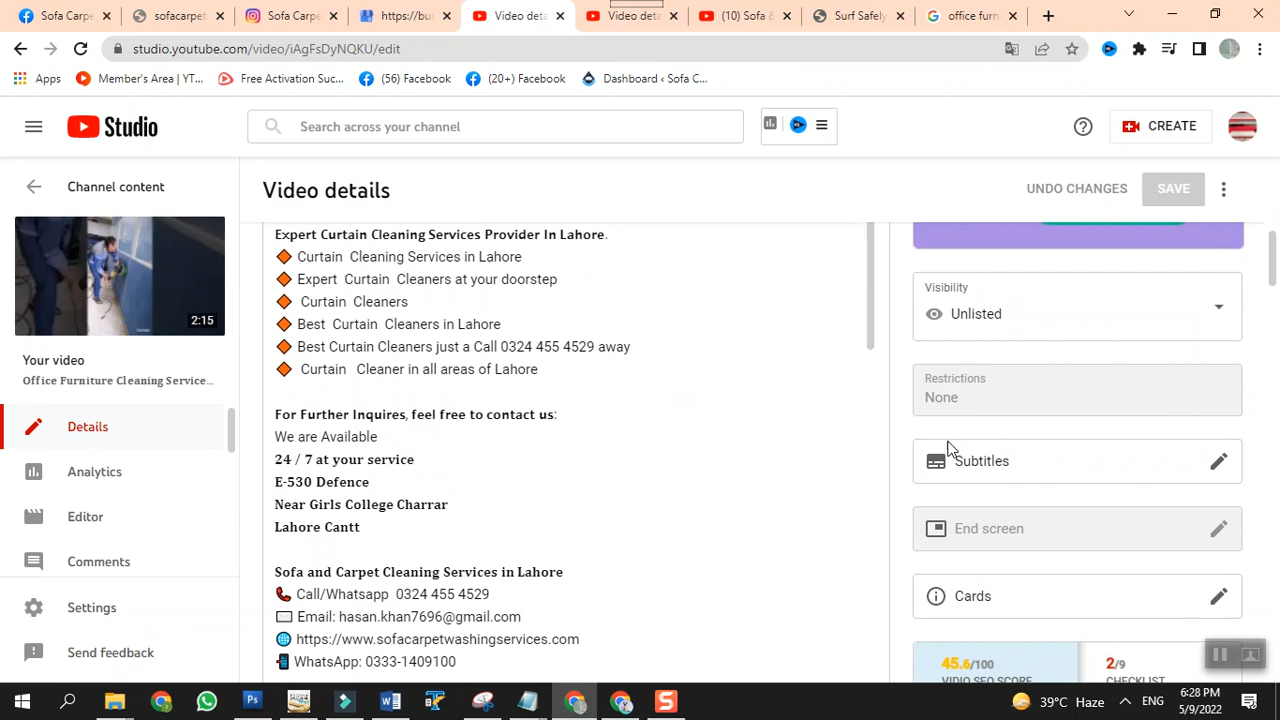 Sofa Carpe
sofacarpet
Sofa Carpe
https://bus
Video deta
Video deta
(10) Sofa &
Surf Safely
office furn
studio.youtube.com/video/iAgFsDyNQKU/edit
Apps
Member's Area | YT...
Free Activation Suc...
(56) Facebook
(20+) Facebook
Dashboard ‹ Sofa C...
Studio
Search across your channel
CREATE
Channel content
Video details
UNDO CHANGES
SAVE
2:15
Your video
Office Furniture Cleaning Service...
Details
Analytics
Editor
Comments
Settings
Send feedback
Expert Curtain Cleaning Services Provider In Lahore.
🔶 Curtain Cleaning Services in Lahore
🔶 Expert Curtain Cleaners at your doorstep
🔶 Curtain Cleaners
🔶 Best Curtain Cleaners in Lahore
🔶 Best Curtain Cleaners just a Call 0324 455 4529 away
🔶 Curtain Cleaner in all areas of Lahore
For Further Inquires, feel free to contact us:
We are Available
24 / 7 at your service
E-530 Defence
Near Girls College Charrar
Lahore Cantt
Sofa and Carpet Cleaning Services in Lahore
Call/Whatsapp 0324 455 4529
Email: hasan.khan7696@gmail.com
https://www.sofacarpetwashingservices.com
WhatsApp: 0333-1409100
Visibility
Unlisted
Restrictions
None
Subtitles
End screen
Cards
45.6/100
VIDIQ SEO SCORE
2/9
CHECKLIST
39°C Haze
ENG
6:28 PM
5/9/2022